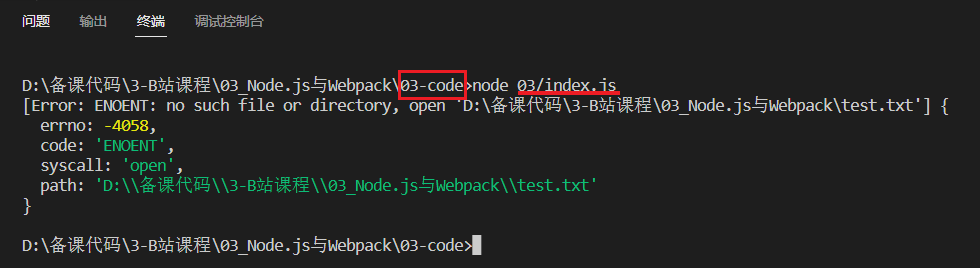 问题 输出 终端 调试控制台
D:\备课代码\3-B站课程\03_Node.js与Webpack\03-code>node 03/index.js
[Error: ENOENT: no such file or directory, open 'D:\备课代码\3-B站课程\03_Node.js与Webpack\test.txt'] {
  errno: -4058,
  code: 'ENOENT',
  syscall: 'open',
  path: 'D:\\备课代码\\3-B站课程\\03_Node.js与Webpack\\test.txt'
}
D:\备课代码\3-B站课程\03_Node.js与Webpack\03-code>